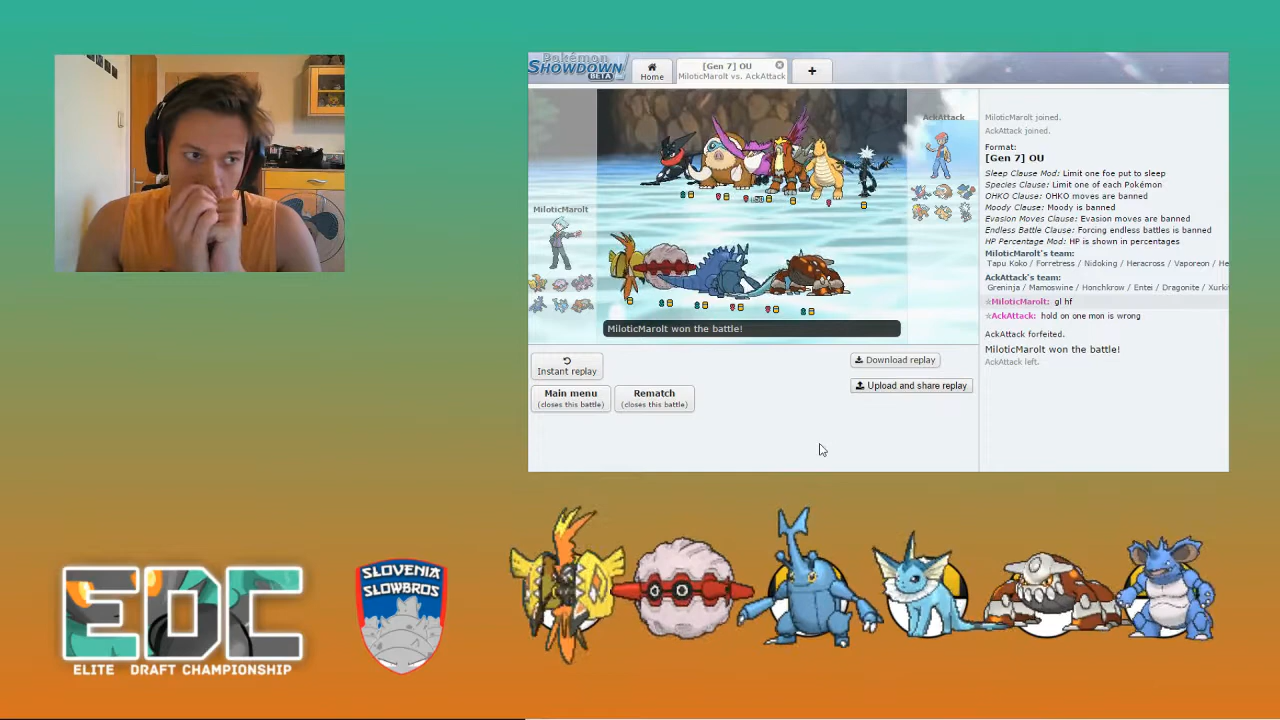 Pokémon
SHOWDOWN
BETA
Home
[Gen 7] OU
MiloticMarolt vs. AckAttack
+
MiloticMarolt
AckAttack
MiloticMarolt won the battle!
Instant replay
Main menu
(closes this battle)
Rematch
(closes this battle)
Download replay
Upload and share replay
MiloticMarolt joined.
AckAttack joined.
Format:
[Gen 7] OU
Sleep Clause Mod: Limit one foe put to sleep
Species Clause: Limit one of each Pokémon
OHKO Clause: OHKO moves are banned
Moody Clause: Moody is banned
Evasion Moves Clause: Evasion moves are banned
Endless Battle Clause: Forcing endless battles is banned
HP Percentage Mod: HP is shown in percentages
MiloticMarolt's team:
Tapu Koko / Forretress / Nidoking / Heracross / Vaporeon / He
AckAttack's team:
Greninja / Mamoswine / Honchkrow / Entei / Dragonite / Xurki
☆MiloticMarolt: gl hf
☆AckAttack: hold on one mon is wrong
AckAttack forfeited.
MiloticMarolt won the battle!
AckAttack left.
EDC
ELITE DRAFT CHAMPIONSHIP
SLOVENIA
SLOWBROS